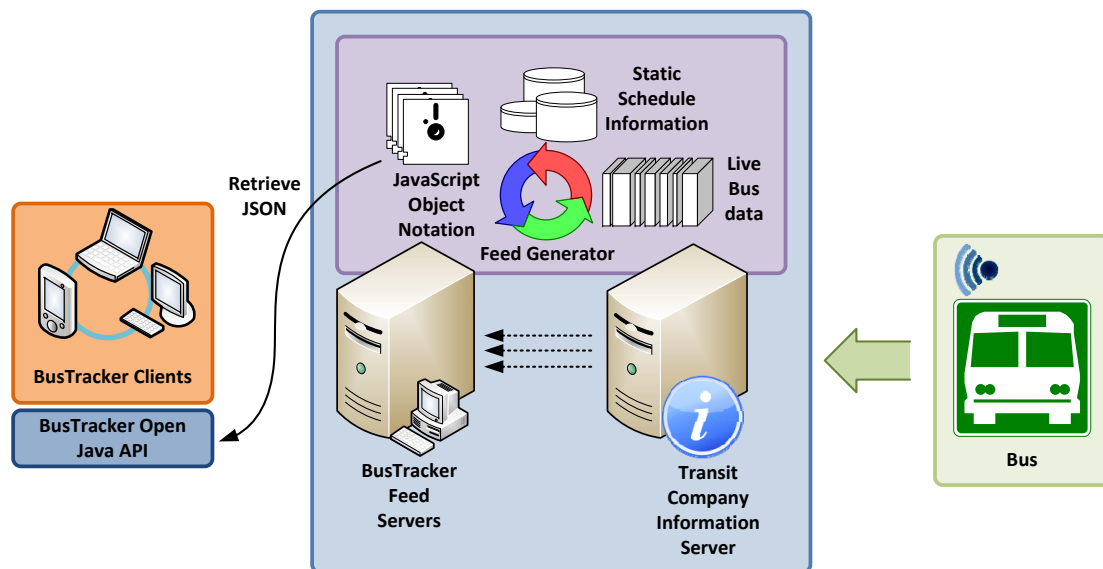 Static
Schedule
Information
Live
Bus
data
JavaScript
Object
Notation
Feed Generator
Retrieve
JSON
BusTracker Clients
BusTracker Open
Java API
BusTracker
Feed
Servers
i
Transit
Company
Information
Server
Bus